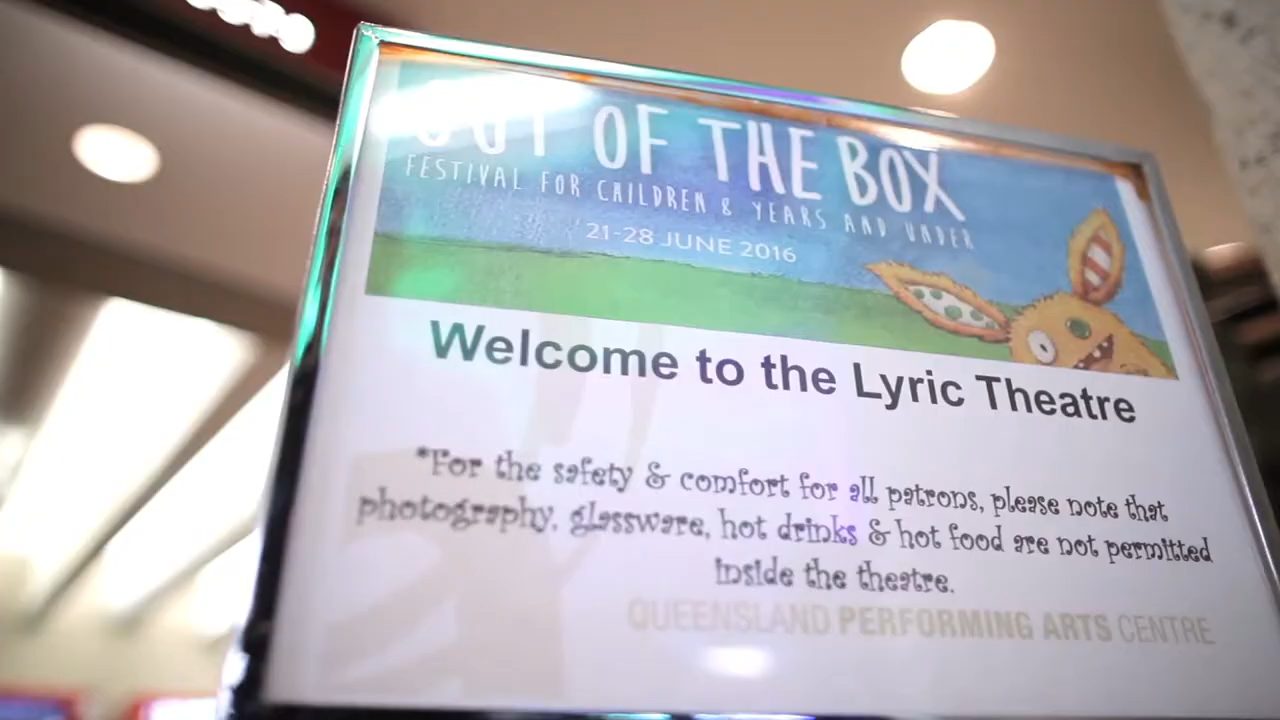 OUT OF THE BOX
FESTIVAL FOR CHILDREN 8 YEARS AND UNDER
21-28 JUNE 2016
Welcome to the Lyric Theatre
*For the safety & comfort for all patrons, please note that
photography, glassware, hot drinks & hot food are not permitted
inside the theatre.
QUEENSLAND PERFORMING ARTS CENTRE